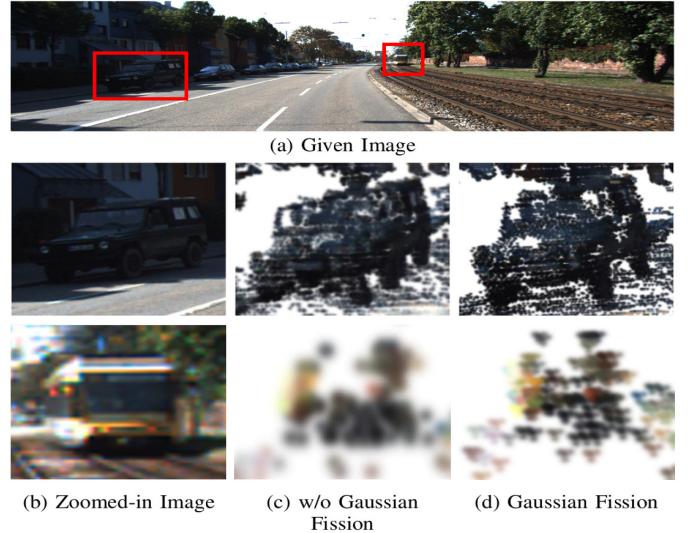 (a) Given Image
(b) Zoomed-in Image
(c) w/o Gaussian
Fission
(d) Gaussian Fission